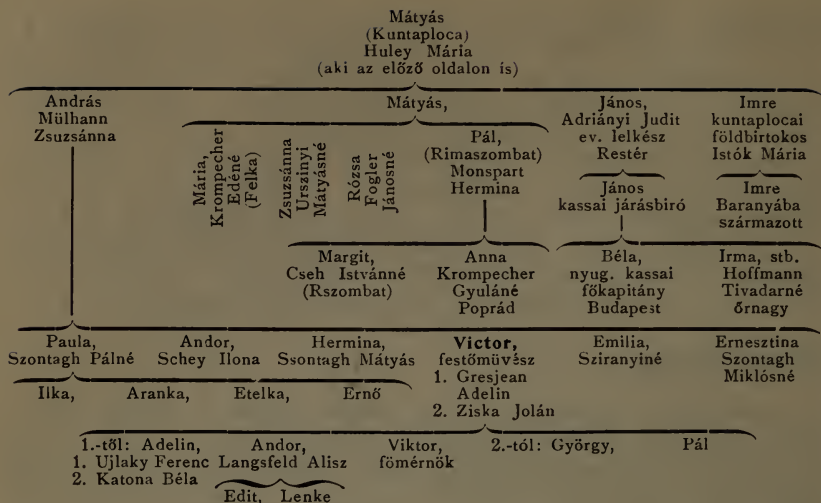 Mátyás
(Kuntaploca)
Huley Mária
(aki az előző oldalon is)
András
Mülhann
Zsuzsánna
Mátyás,
János,
Adriányi Judit
ev. lelkész
Restér
Imre
kuntaplocai
földbirtokos
Istók Mária
Mária,
Krompecher
Edéné
(Felka)
Zsuzsánna
Urszinyi
Mátyásné
Rózsa
Fogler
Jánosné
Pál,
(Rimaszombat)
Monspart
Hermina
János
kassai járásbiró
Imre
Baranyába
származott
Margit,
Cseh Istvánné
(Rszombat)
Anna
Krompecher
Gyuláné
Poprád
Béla,
nyug. kassai
főkapitány
Budapest
Irma, stb.
Hoffmann
Tivadarné
őrnagy
Paula,
Szontagh Pálné
Andor,
Schey Ilona
Hermina,
Ssontagh Mátyás
Victor,
festőmüvész
1. Gresjean
Adelin
2. Ziska Jolán
Emilia,
Sziranyiné
Ernesztina
Szontagh
Miklósné
Ilka, Aranka, Etelka, Ernő
1.-től: Adelin,
1. Ujlaky Ferenc
2. Katona Béla
Andor,
Langsfeld Alisz
Viktor,
fömérnök
2.-tól: György, Pál
Edit, Lenke